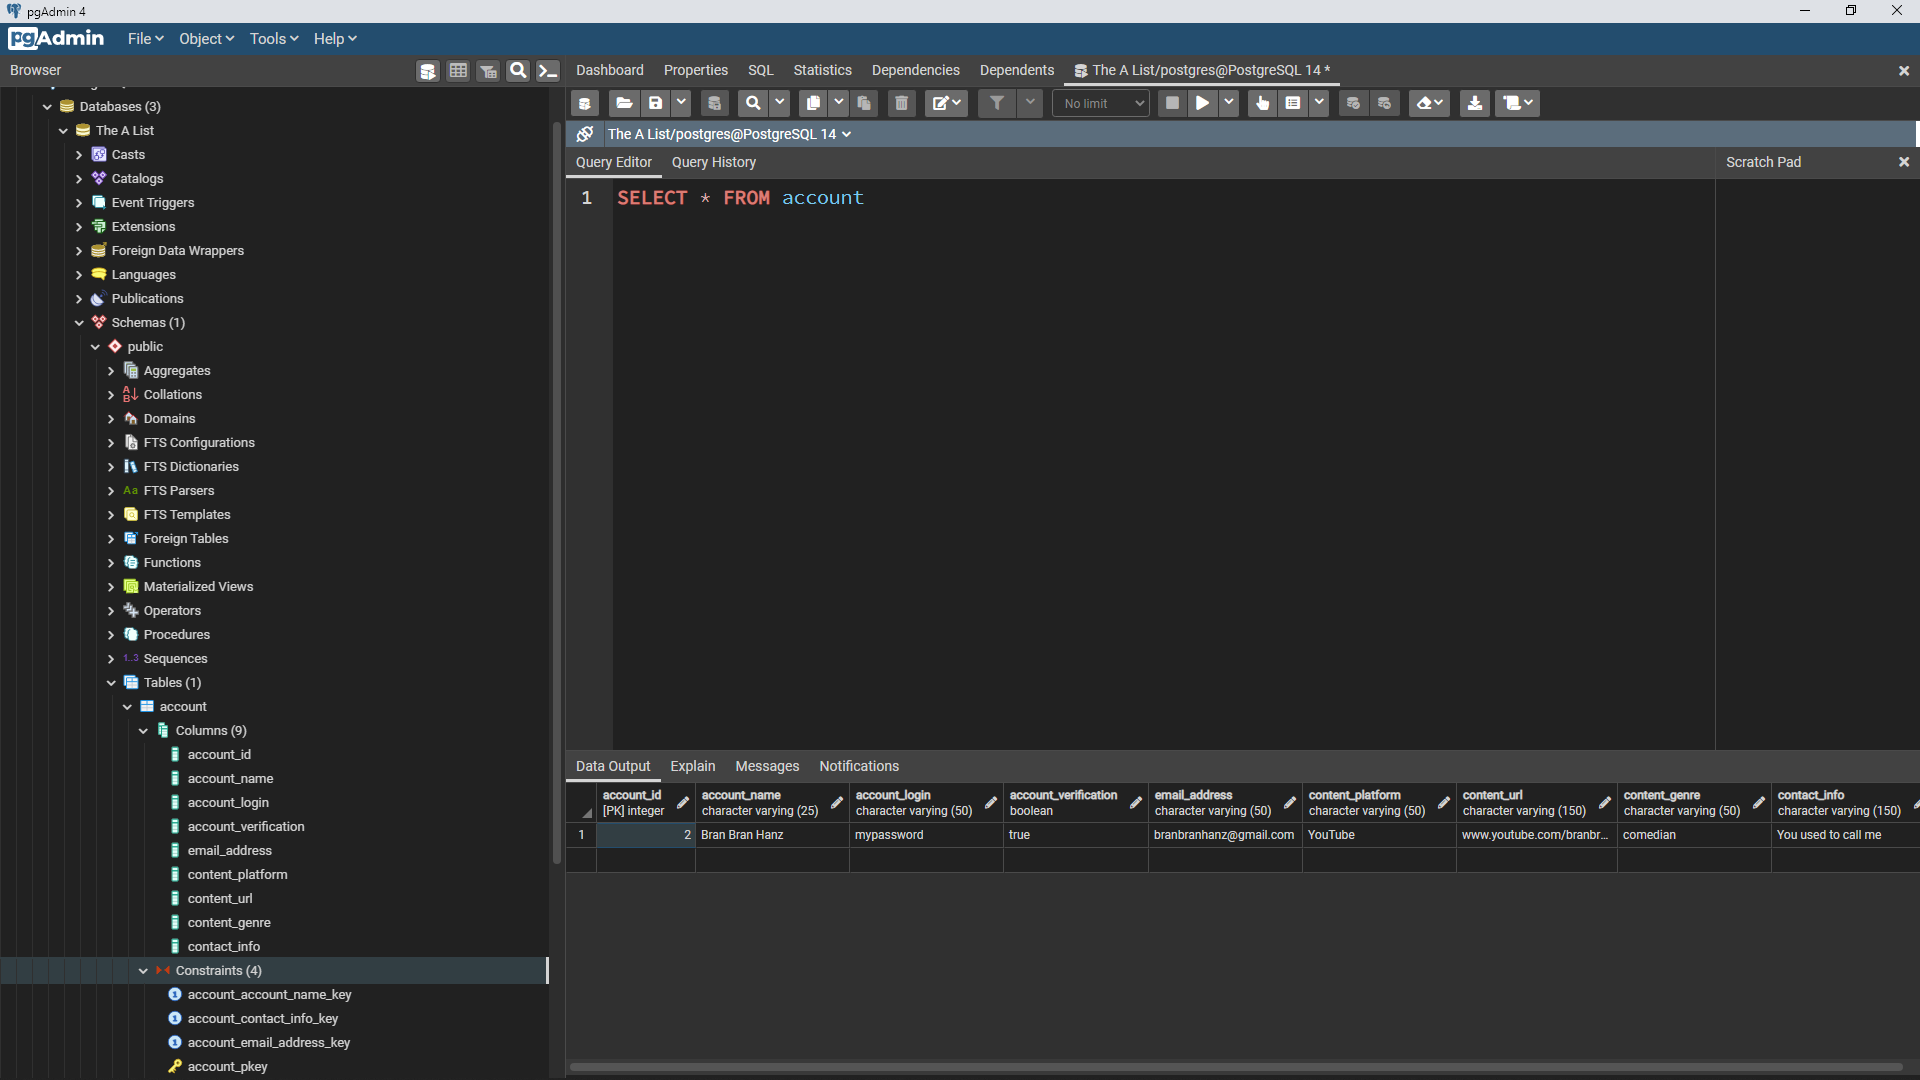 pgAdmin 4
pgAdmin File Object Tools Help
Browser
Dashboard Properties SQL Statistics Dependencies Dependents The A List/postgres@PostgreSQL 14 *
No limit
The A List/postgres@PostgreSQL 14
Query Editor Query History
Scratch Pad
1 SELECT * FROM account
Databases (3)
The A List
Casts
Catalogs
Event Triggers
Extensions
Foreign Data Wrappers
Languages
Publications
Schemas (1)
public
Aggregates
Collations
Domains
FTS Configurations
FTS Dictionaries
Aa FTS Parsers
FTS Templates
Foreign Tables
Functions
Materialized Views
Operators
Procedures
1..3 Sequences
Tables (1)
account
Columns (9)
account_id
account_name
account_login
account_verification
email_address
content_platform
content_url
content_genre
contact_info
Constraints (4)
account_account_name_key
account_contact_info_key
account_email_address_key
account_pkey
Data Output Explain Messages Notifications
account_id account_name account_login account_verification email_address content_platform content_url content_genre contact_info
[PK] integer character varying (25) character varying (50) boolean character varying (50) character varying (50) character varying (150) character varying (50) character varying (150)
1 2 Bran Bran Hanz mypassword true branbranhanz@gmail.com YouTube www.youtube.com/branbr... comedian You used to call me